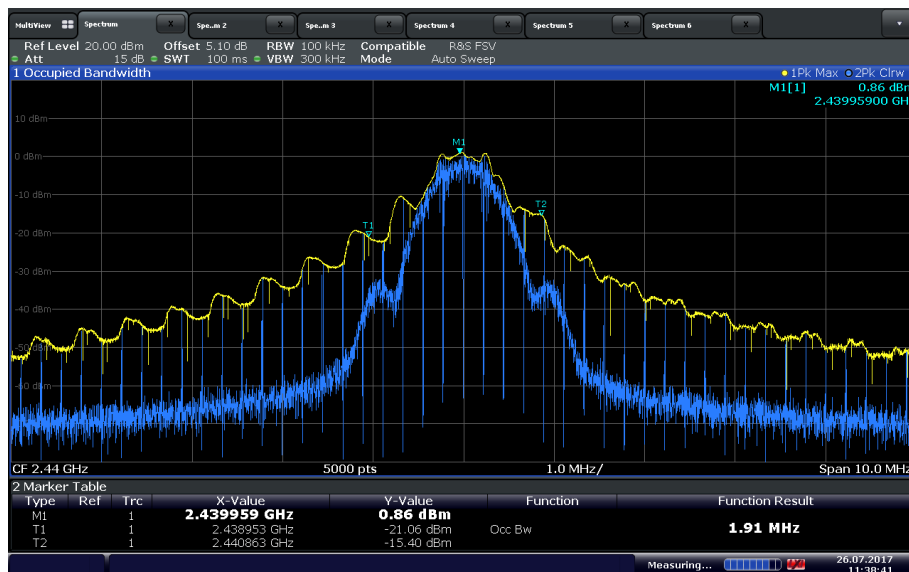 MultiView Spectrum X Spe..m 2 X Spe..m 3 X Spectrum 4 X Spectrum 5 X Spectrum 6 X
Ref Level 20.00 dBm Offset 5.10 dB RBW 100 kHz Compatible R&S FSV
Att 15 dB SWT 100 ms VBW 300 kHz Mode Auto Sweep
1 Occupied Bandwidth 1Pk Max 2Pk Clrw
M1[1] 0.86 dBm
2.43995900 GH
10 dBm
M1
0 dBm
-10 dBm
T1 T2
-20 dBm
-30 dBm
-40 dBm
-50 dBm
-60 dBm
CF 2.44 GHz 5000 pts 1.0 MHz/ Span 10.0 MHz
2 Marker Table
Type Ref Trc X-Value Y-Value Function Function Result
M1 1 2.439959 GHz 0.86 dBm
T1 1 2.438953 GHz -21.06 dBm Occ Bw 1.91 MHz
T2 1 2.440863 GHz -15.40 dBm
Measuring... 26.07.2017
11:38:41